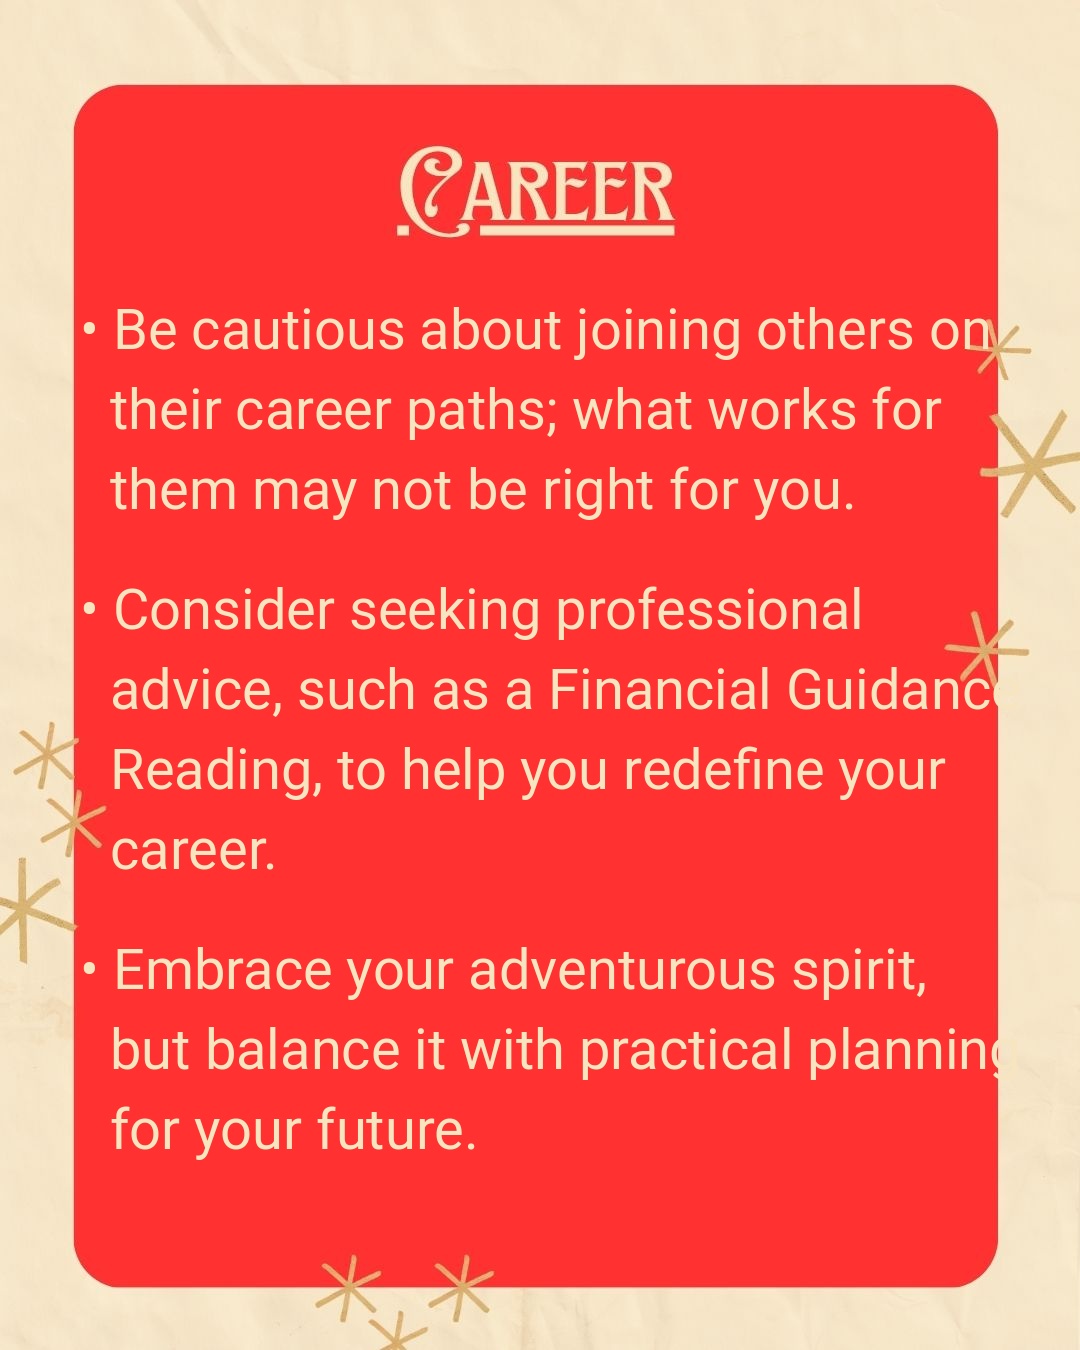 Career
• Be cautious about joining others on
their career paths; what works for
them may not be right for you.
• Consider seeking professional
advice, such as a Financial Guidance
Reading, to help you redefine your
career.
• Embrace your adventurous spirit,
but balance it with practical planning
for your future.